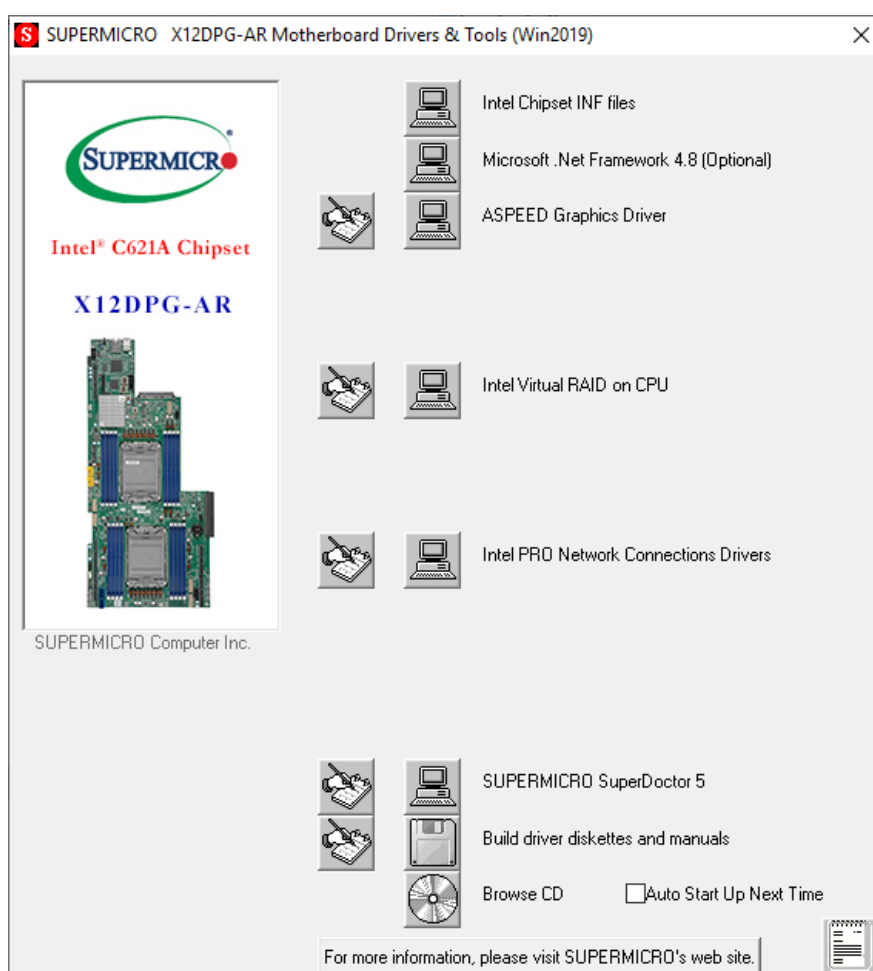 SUPERMICRO X12DPG-AR Motherboard Drivers & Tools (Win2019)
Intel Chipset INF files
Microsoft .Net Framework 4.8 (Optional)
SUPERMICR
ASPEED Graphics Driver
Intel® C621A Chipset
X12DPG-AR
Intel Virtual RAID on CPU
Intel PRO Network Connections Drivers
SUPERMICRO Computer Inc.
SUPERMICRO SuperDoctor 5
Build driver diskettes and manuals
Browse CD
Auto Start Up Next Time
For more information, please visit SUPERMICRO's web site.